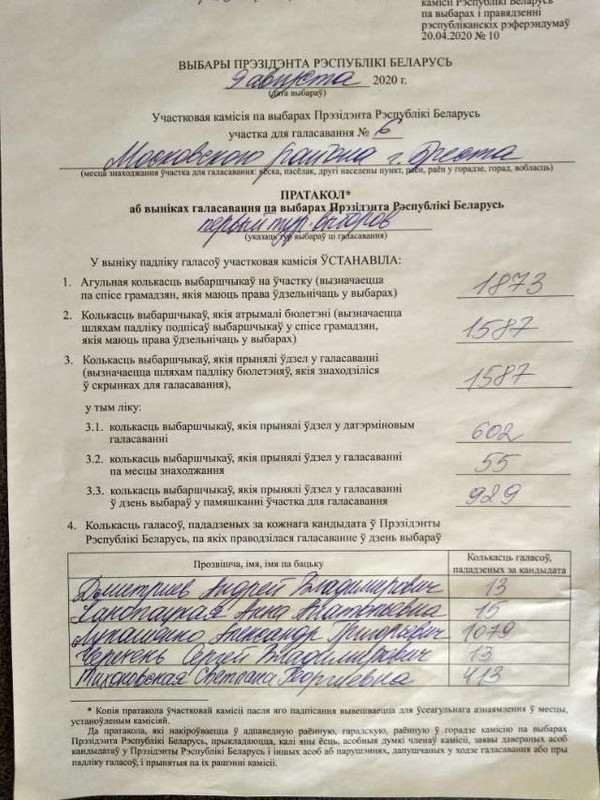 камісіі Рэспублікі Беларусь
па выбарах і правядзенні
рэспубліканскіх рэферэндумаў
20.04.2020 № 10
ВЫБАРЫ ПРЭЗІДЭНТА РЭСПУБЛІКІ БЕЛАРУСЬ
9 августа 2020 г.
(дата выбараў)
Участковая камісія па выбарах Прэзідэнта Рэспублікі Беларусь
участка для галасавання № 6
Московского района г. Бреста
(месца знаходжання ўчастка для галасавання: вёска, пасёлак, другі населены пункт, раён, раён у горадзе, горад, вобласць)
ПРАТАКОЛ*
аб выніках галасавання па выбарах Прэзідэнта Рэспублікі Беларусь
первый тур выборов
(указаць тур выбараў ці галасавання)
У выніку падліку галасоў участковая камісія ЎСТАНАВІЛА:
1. Агульная колькасць выбаршчыкаў на ўчастку (вызначаецца
па спісе грамадзян, якія маюць права ўдзельнічаць у выбарах) 1873
2. Колькасць выбаршчыкаў, якія атрымалі бюлетэні (вызначаецца
шляхам падліку подпісаў выбаршчыкаў у спісе грамадзян,
якія маюць права ўдзельнічаць у выбарах) 1587
3. Колькасць выбаршчыкаў, якія прынялі ўдзел у галасаванні
(вызначаецца шляхам падліку бюлетэняў, якія знаходзіліся
ў скрынках для галасавання), 1587
у тым ліку:
3.1. колькасць выбаршчыкаў, якія прынялі ўдзел у датэрміновым
галасаванні 602
3.2. колькасць выбаршчыкаў, якія прынялі ўдзел у галасаванні
па месцы знаходжання 55
3.3. колькасць выбаршчыкаў, якія прынялі ўдзел у галасаванні
ў дзень выбараў у памяшканні ўчастка для галасавання 929
4. Колькасць галасоў, пададзеных за кожнага кандыдата ў Прэзідэнты
Рэспублікі Беларусь, па якіх праводзілася галасаванне ў дзень выбараў
Прозвішча, імя, імя па бацьку
Колькасць галасоў,
пададзеных за кандыдата
Дмитриев Андрей Владимирович 13
Канопацкая Анна Анатольевна 15
Лукашенко Александр Григорьевич 1079
Черечень Сергей Владимирович 13
Тихановская Светлана Георгиевна 413
* Копія пратакола ўчастковай камісіі пасля яго падпісання вывешваецца для ўсеагульнага азнаямлення ў месцы,
устаноўленым камісіяй.
Да пратакола, які накіроўваецца ў адпаведную раённую, гарадскую, раённую ў горадзе камісію па выбарах
Прэзідэнта Рэспублікі Беларусь, прыкладаюцца, калі яны ёсць, асобныя думкі членаў камісіі, заявы давераных асоб
кандыдатаў у Прэзідэнты Рэспублікі Беларусь і іншых асоб аб парушэннях, дапушчаных у ходзе галасавання або пры
падліку галасоў, і прынятыя па іх рашэнні камісіі.